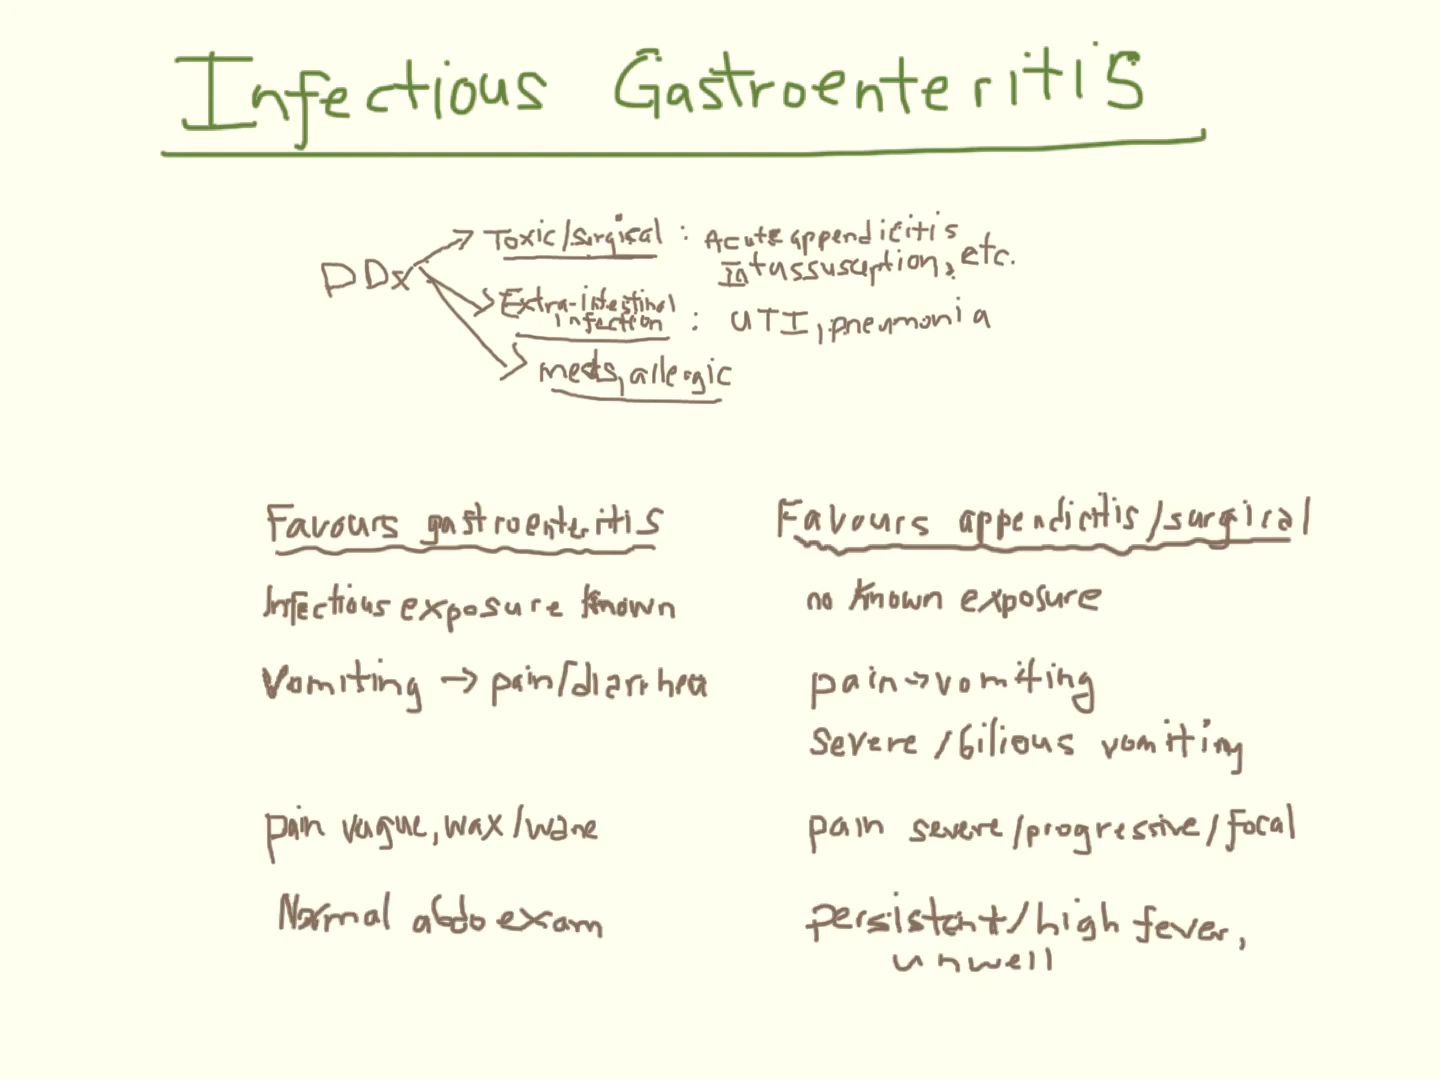 Infectious Gastroenteritis
DDx → Toxic/surgical : Acute appendicitis
Intussusception, etc.
→ Extra-intestinal
infection : UTI, pneumonia
→ meds, allergic
Favours gastroenteritis Favours appendicitis/surgical
Infectious exposure known no known exposure
Vomiting → pain/diarrhea pain → vomiting
severe/bilious vomiting
pain vague, wax/wane pain severe/progressive/focal
Normal abdo exam persistent/high fever,
unwell